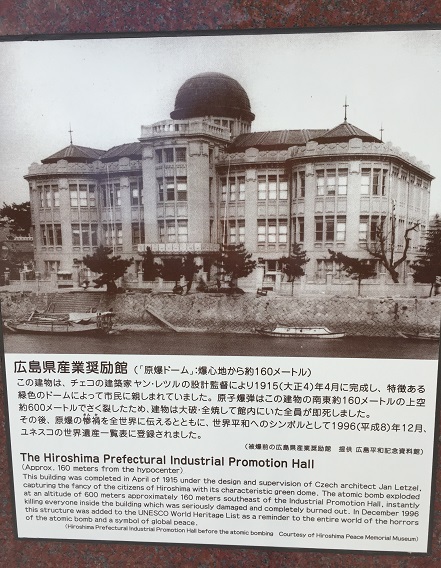 広島県産業奨励館（「原爆ドーム」：爆心地から約160メートル）
この建物は、チェコの建築家ヤン・レツルの設計監督により1915(大正4)年4月に完成し、特徴ある
緑色のドームによって市民に親しまれていました。原子爆弾はこの建物の南東約160メートルの上空
約600メートルでさく裂したため、建物は大破・全焼して館内にいた全員が即死しました。
その後、原爆の惨禍を世界に伝えるとともに、世界平和へのシンボルとして1996(平成8)年12月、
ユネスコの世界遺産一覧表に登録されました。
（被爆前の広島県産業奨励館 提供 広島平和記念資料館）
The Hiroshima Prefectural Industrial Promotion Hall
(Approx. 160 meters from the hypocenter)
This building was completed in April of 1915 under the design and supervision of Czech architect Jan Letzel,
capturing the fancy of the citizens of Hiroshima with its characteristic green dome. The atomic bomb exploded
at an altitude of 600 meters approximately 160 meters southeast of the Industrial Promotion Hall, instantly
killing everyone inside the building which was seriously damaged and completely burned out. In December 1996
this structure was added to the UNESCO World Heritage List as a reminder to the entire world of the horrors
of the atomic bomb and a symbol of global peace.
(Hiroshima Prefectural Industrial Promotion Hall before the atomic bombing Courtesy of Hiroshima Peace Memorial Museum)